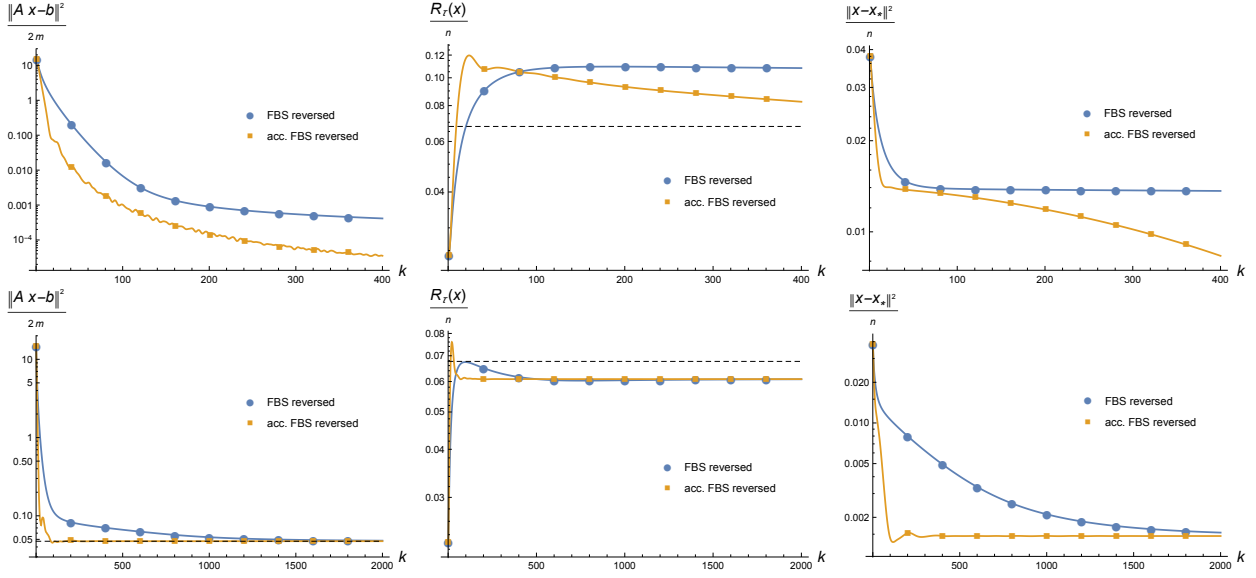 ‖A x–b‖²
2 m
10
1
0.100
0.010
0.001
10⁻⁴
100
200
300
400
k
FBS reversed
acc. FBS reversed
R_𝒯(x)
n
0.12
0.10
0.08
0.06
0.04
100
200
300
400
k
FBS reversed
acc. FBS reversed
‖x–x⁎‖²
n
0.04
0.03
0.02
0.01
100
200
300
400
k
FBS reversed
acc. FBS reversed
‖A x–b‖²
2 m
10
5
1
0.50
0.10
0.05
500
1000
1500
2000
k
FBS reversed
acc. FBS reversed
R_𝒯(x)
n
0.08
0.07
0.06
0.05
0.04
0.03
500
1000
1500
2000
k
FBS reversed
acc. FBS reversed
‖x–x⁎‖²
n
0.020
0.010
0.005
0.002
500
1000
1500
2000
k
FBS reversed
acc. FBS reversed